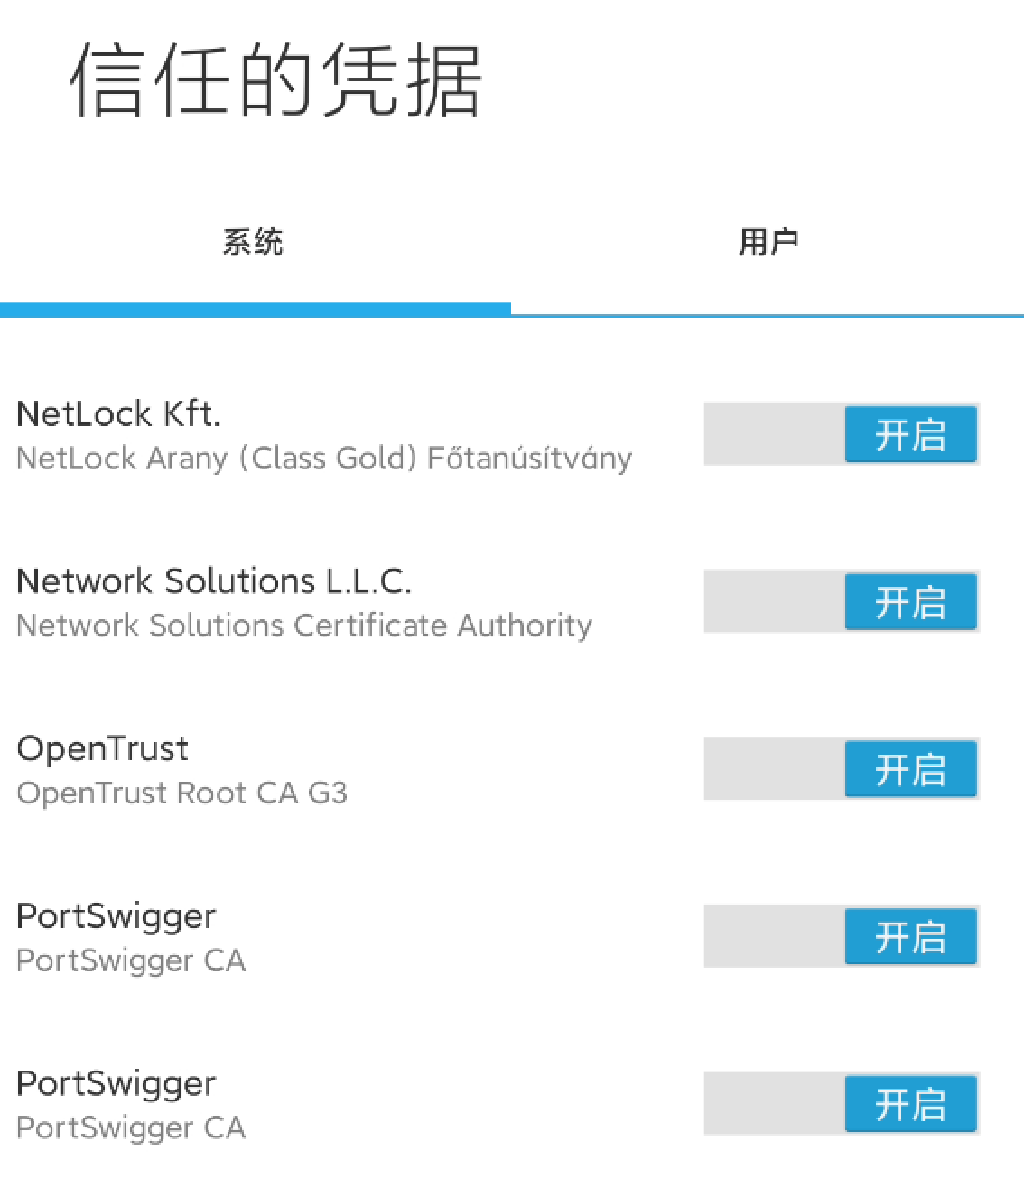 信任的凭据
系统
用户
NetLock Kft.
NetLock Arany (Class Gold) Főtanúsítvány
开启
Network Solutions L.L.C.
Network Solutions Certificate Authority
开启
OpenTrust
OpenTrust Root CA G3
开启
PortSwigger
PortSwigger CA
开启
PortSwigger
PortSwigger CA
开启